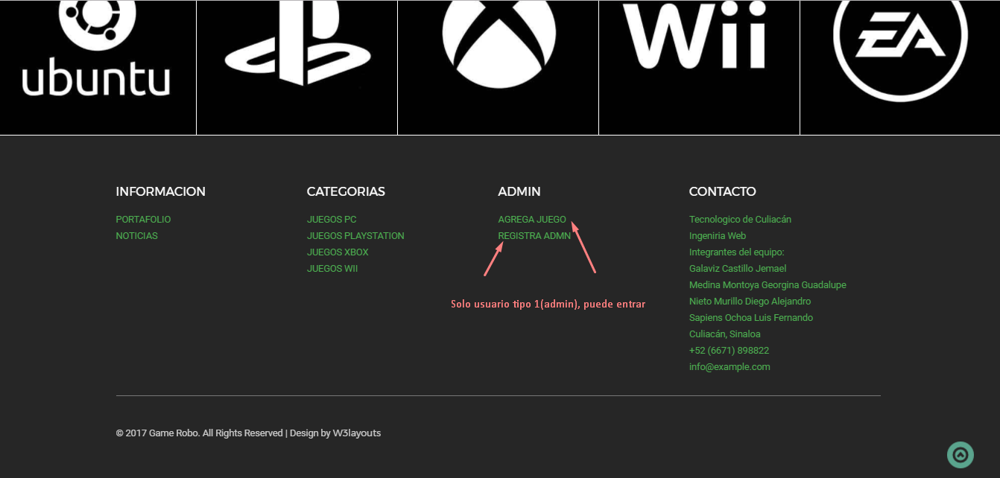 ubuntu
Wii
EA
INFORMACION
PORTAFOLIO
NOTICIAS
CATEGORIAS
JUEGOS PC
JUEGOS PLAYSTATION
JUEGOS XBOX
JUEGOS WII
ADMIN
AGREGA JUEGO
REGISTRA ADMN
Solo usuario tipo 1(admin), puede entrar
CONTACTO
Tecnologico de Culiacán
Ingeniria Web
Integrantes del equipo:
Galaviz Castillo Jemael
Medina Montoya Georgina Guadalupe
Nieto Murillo Diego Alejandro
Sapiens Ochoa Luis Fernando
Culiacán, Sinaloa
+52 (6671) 898822
info@example.com
© 2017 Game Robo. All Rights Reserved | Design by W3layouts